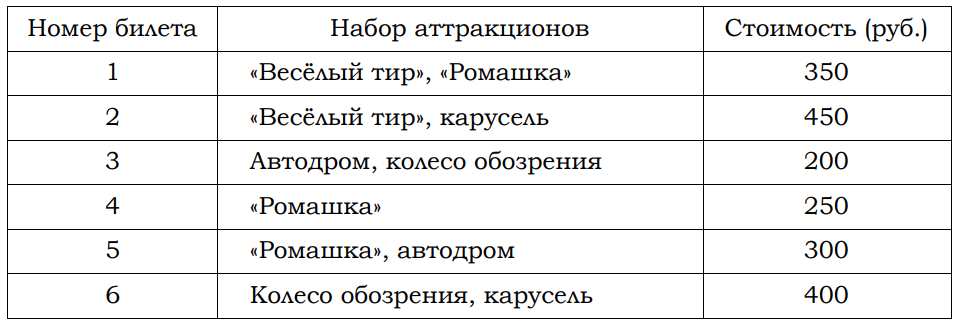 Номер билета Набор аттракционов Стоимость (руб.)
1 «Весёлый тир», «Ромашка» 350
2 «Весёлый тир», карусель 450
3 Автодром, колесо обозрения 200
4 «Ромашка» 250
5 «Ромашка», автодром 300
6 Колесо обозрения, карусель 400